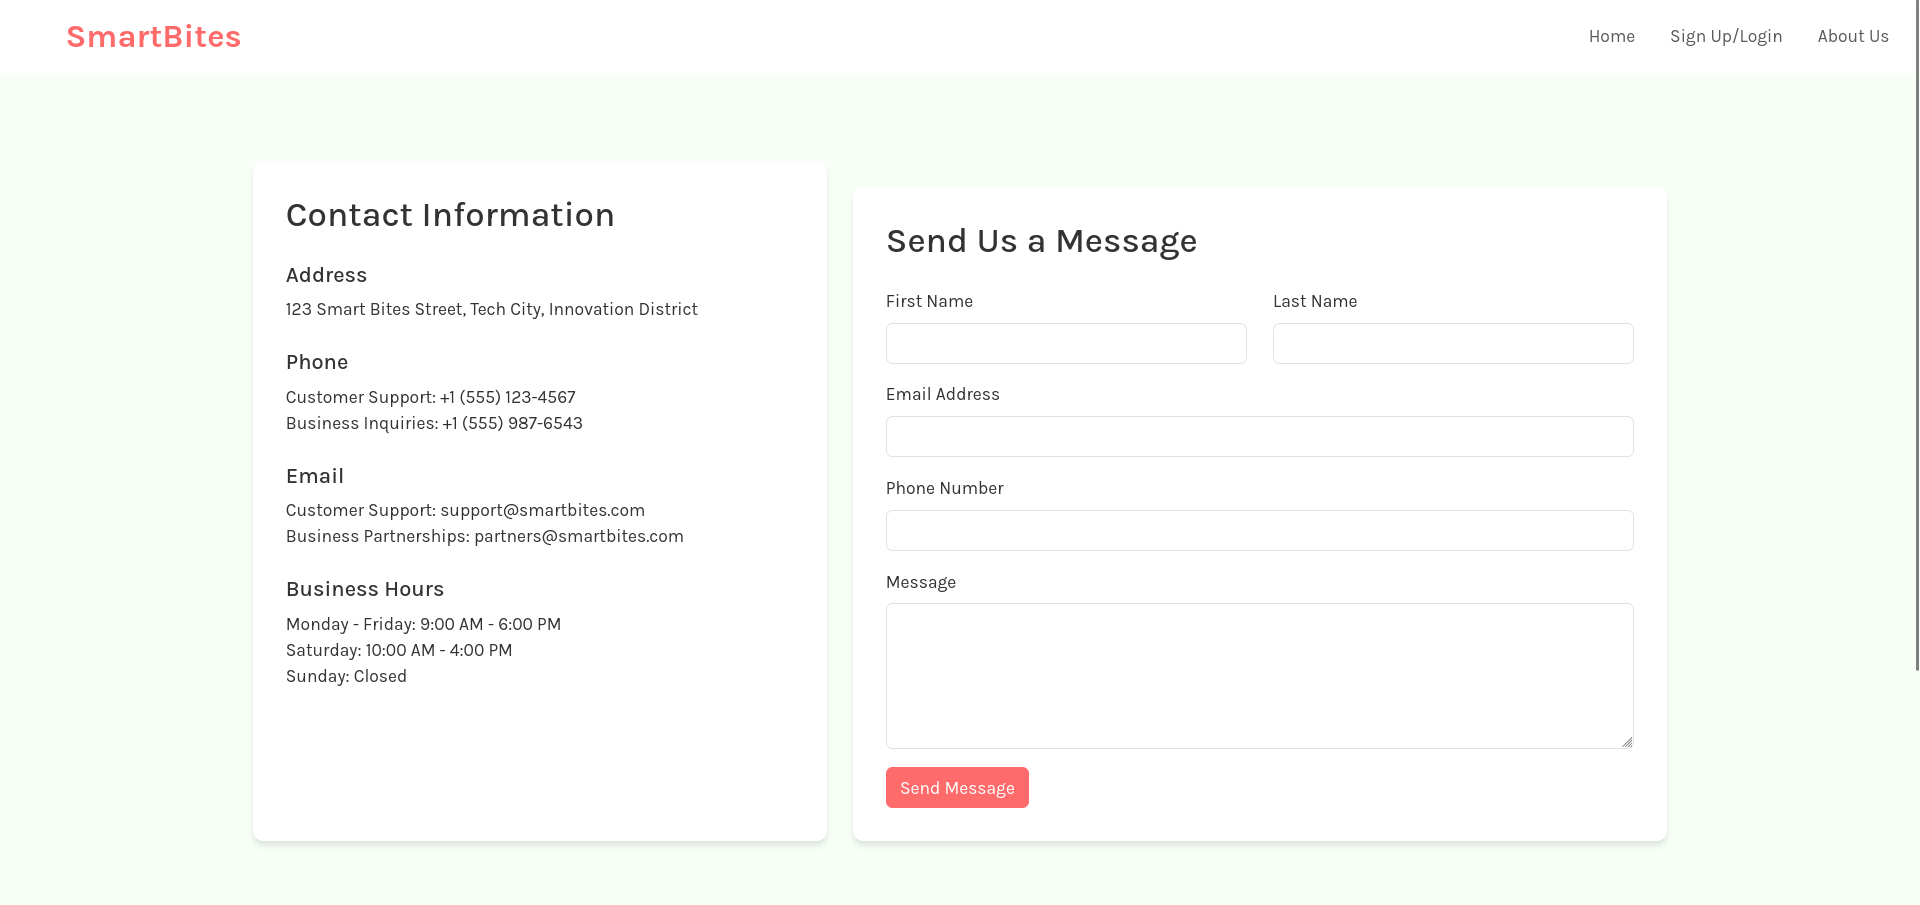 SmartBites
Home
Sign Up/Login
About Us
Contact Information
Address
123 Smart Bites Street, Tech City, Innovation District
Phone
Customer Support: +1 (555) 123-4567
Business Inquiries: +1 (555) 987-6543
Email
Customer Support: support@smartbites.com
Business Partnerships: partners@smartbites.com
Business Hours
Monday - Friday: 9:00 AM - 6:00 PM
Saturday: 10:00 AM - 4:00 PM
Sunday: Closed
Send Us a Message
First Name
Last Name
Email Address
Phone Number
Message
Send Message